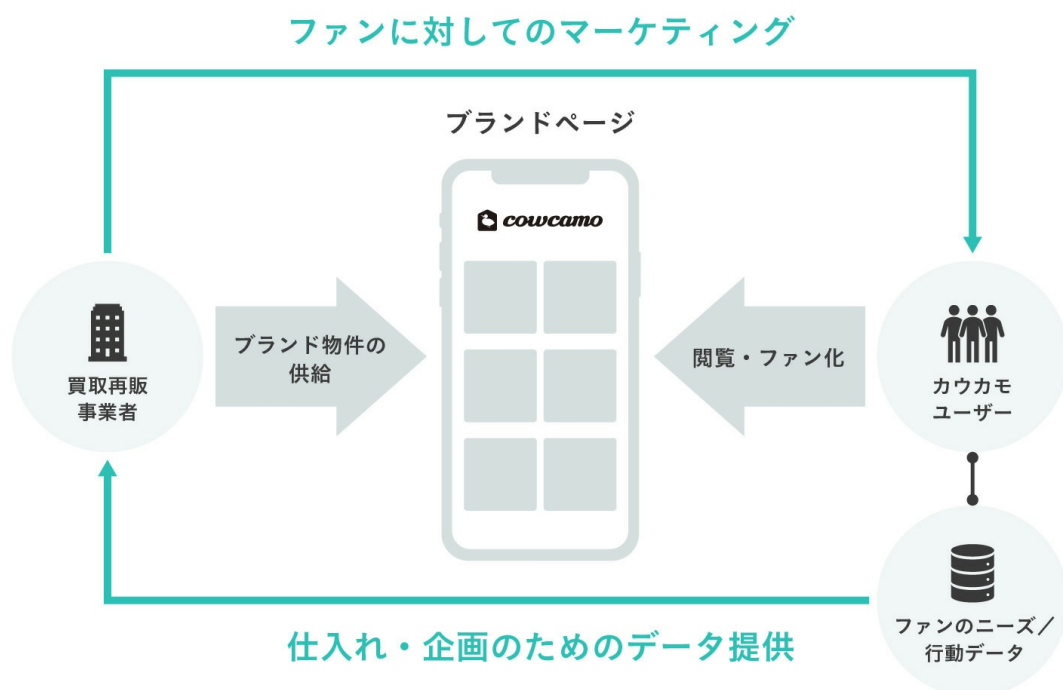 ファンに対してのマーケティング
ブランドページ
cowcamo
買取再販
事業者
ブランド物件の
供給
閲覧・ファン化
カウカモ
ユーザー
ファンのニーズ／
行動データ
仕入れ・企画のためのデータ提供